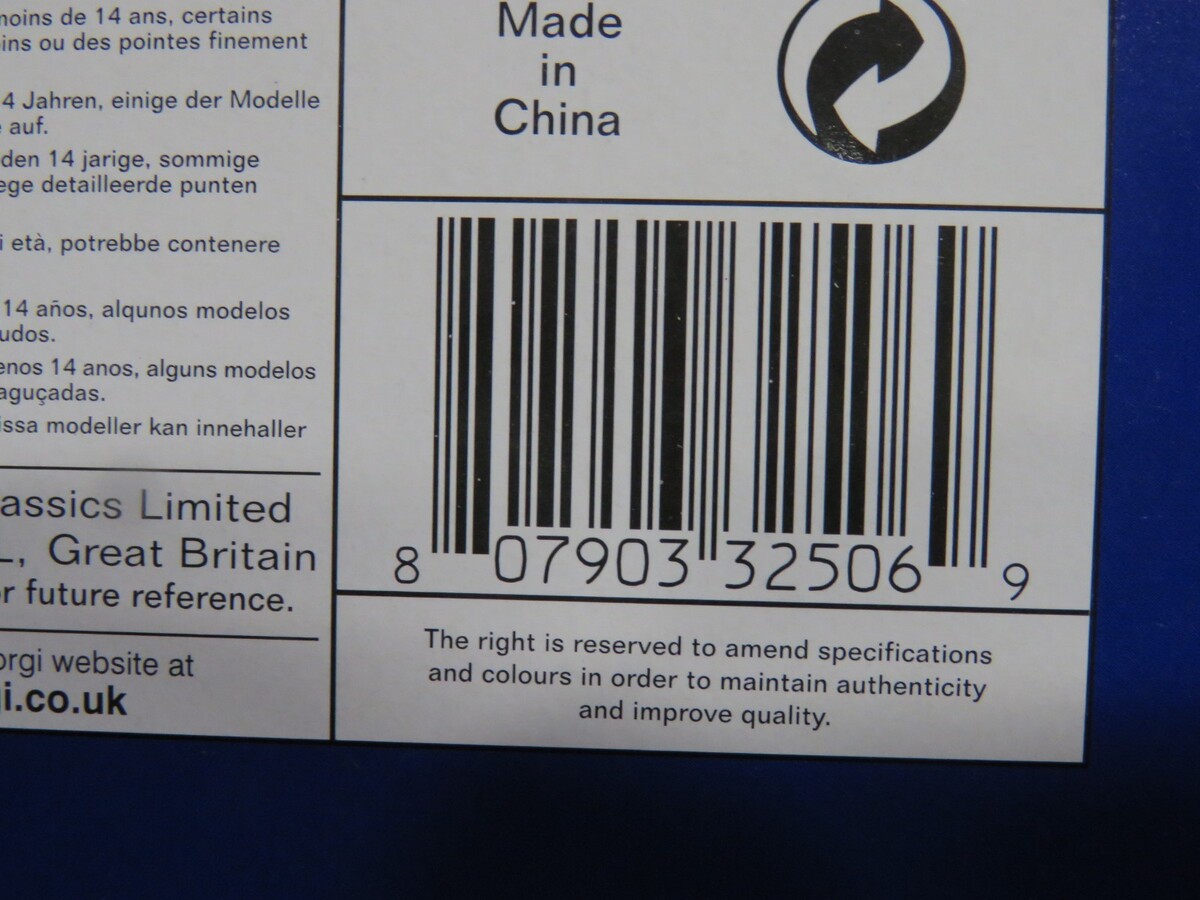 moins de 14 ans, certains
ins ou des pointes finement
4 Jahren, einige der Modelle
auf.
den 14 jarige, sommige
ege detailleerde punten
i età, potrebbe contenere
14 años, alqunos modelos
udos.
enos 14 anos, alguns modelos
aguçadas.
issa modeller kan innehaller
assics Limited
L, Great Britain
r future reference.
orgi website at
i.co.uk
Made
in
China
8 07903 32506 9
The right is reserved to amend specifications
and colours in order to maintain authenticity
and improve quality.